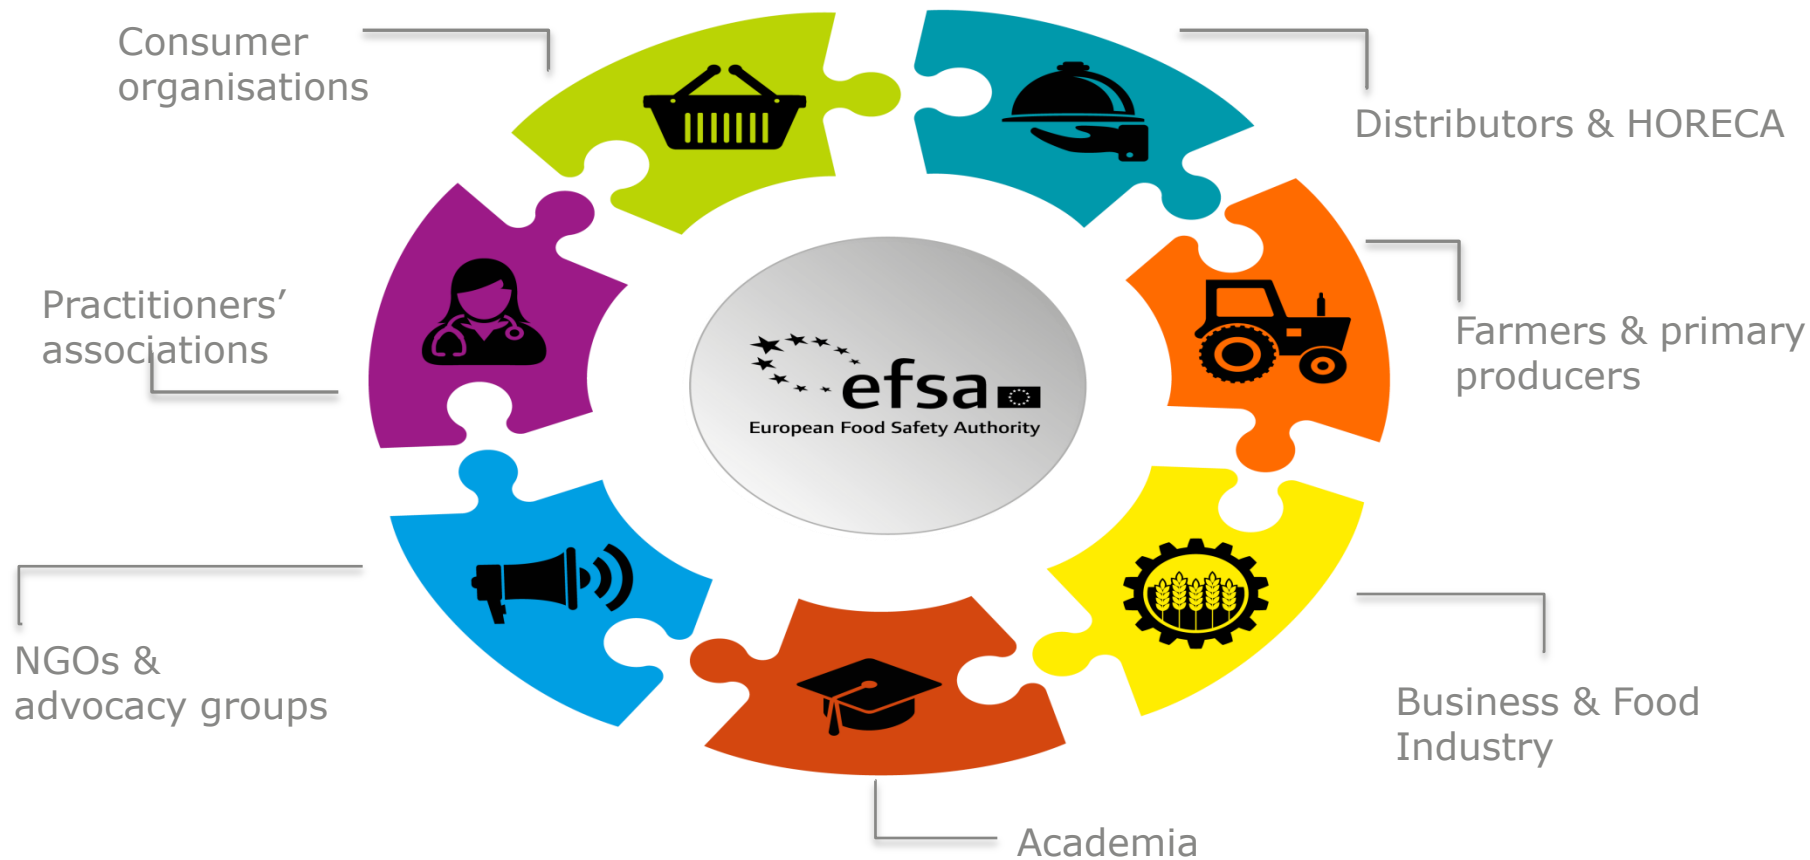 Consumer
organisations
Distributors & HORECA
Practitioners’
associations
Farmers & primary
producers
efsa
European Food Safety Authority
NGOs &
advocacy groups
Business & Food
Industry
Academia